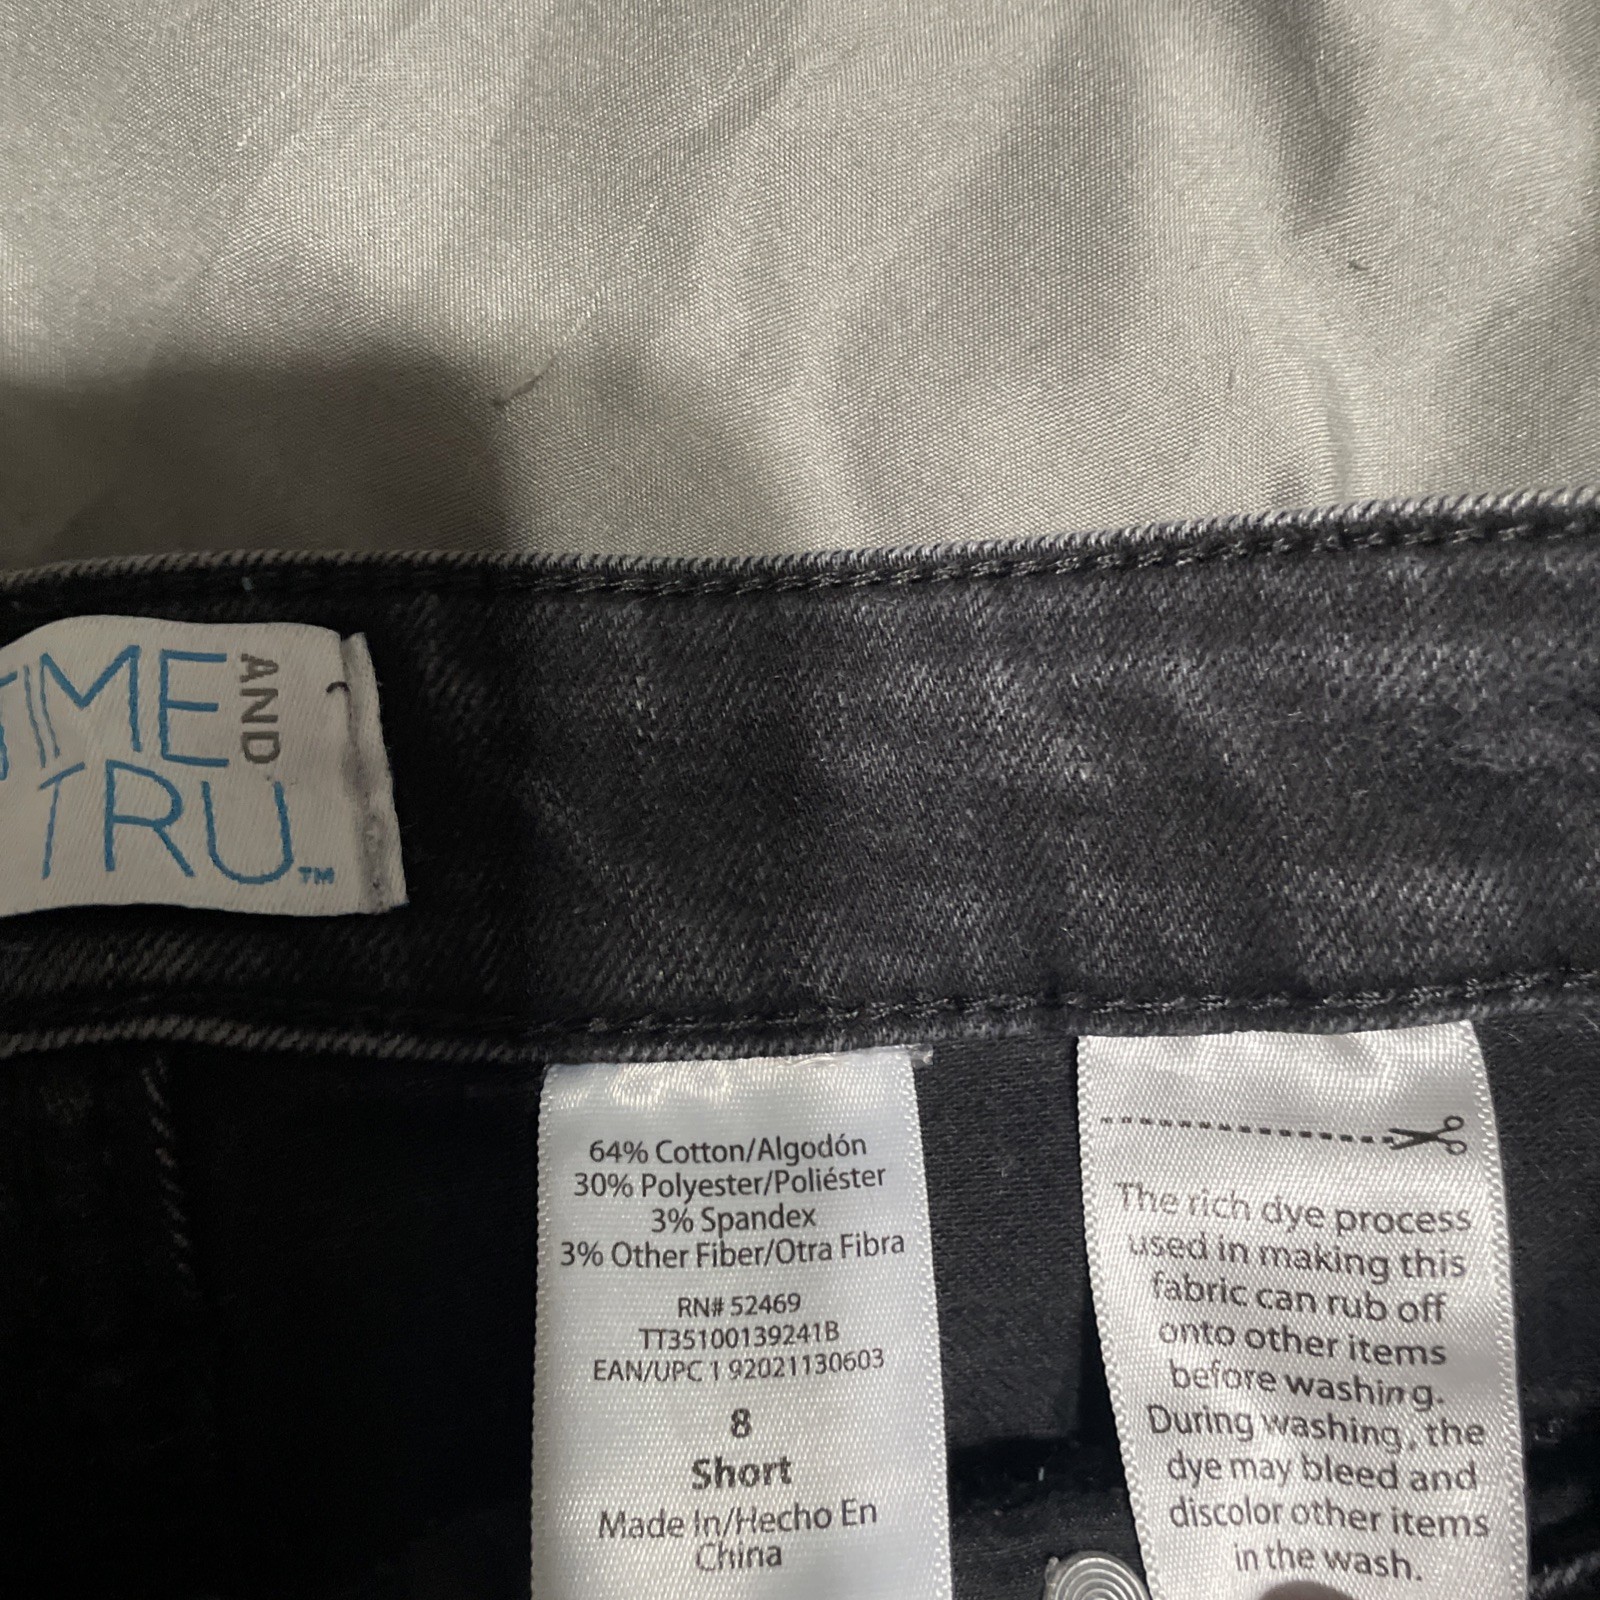 TIME AND
TRU™
64% Cotton/Algodón
30% Polyester/Poliéster
3% Spandex
3% Other Fiber/Otra Fibra
RN# 52469
TT35100139241B
EAN/UPC 1 92021130603
8
Short
Made In/Hecho En
China
The rich dye process
used in making this
fabric can rub off
onto other items
before washing.
During washing, the
dye may bleed and
discolor other items
in the wash.